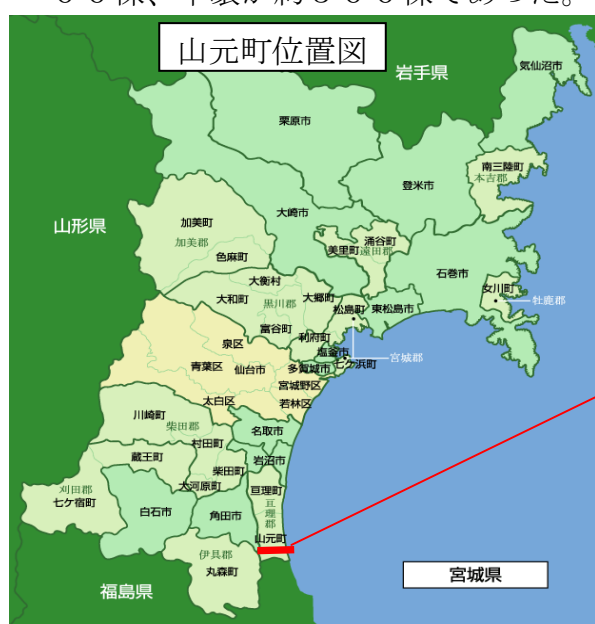 山元町位置図
岩手県
気仙沼市
栗原市
南三陸町
本吉郡
登米市
山形県
加美町
加美郡
色麻町
大崎市
涌谷町
美里町
遠田郡
石巻市
女川町
牡鹿郡
大衡村
大和町
黒川郡
大郷町
松島町
東松島市
富谷町
利府町
塩釜市
七ケ浜町
宮城郡
多賀城市
泉区
青葉区
仙台市
宮城野区
太白区
若林区
川崎町
柴田郡
名取市
村田町
蔵王町
岩沼市
柴田町
大河原町
刈田郡
七ケ宿町
亘理町
亘理郡
白石市
角田市
山元町
伊具郡
丸森町
福島県
宮城県